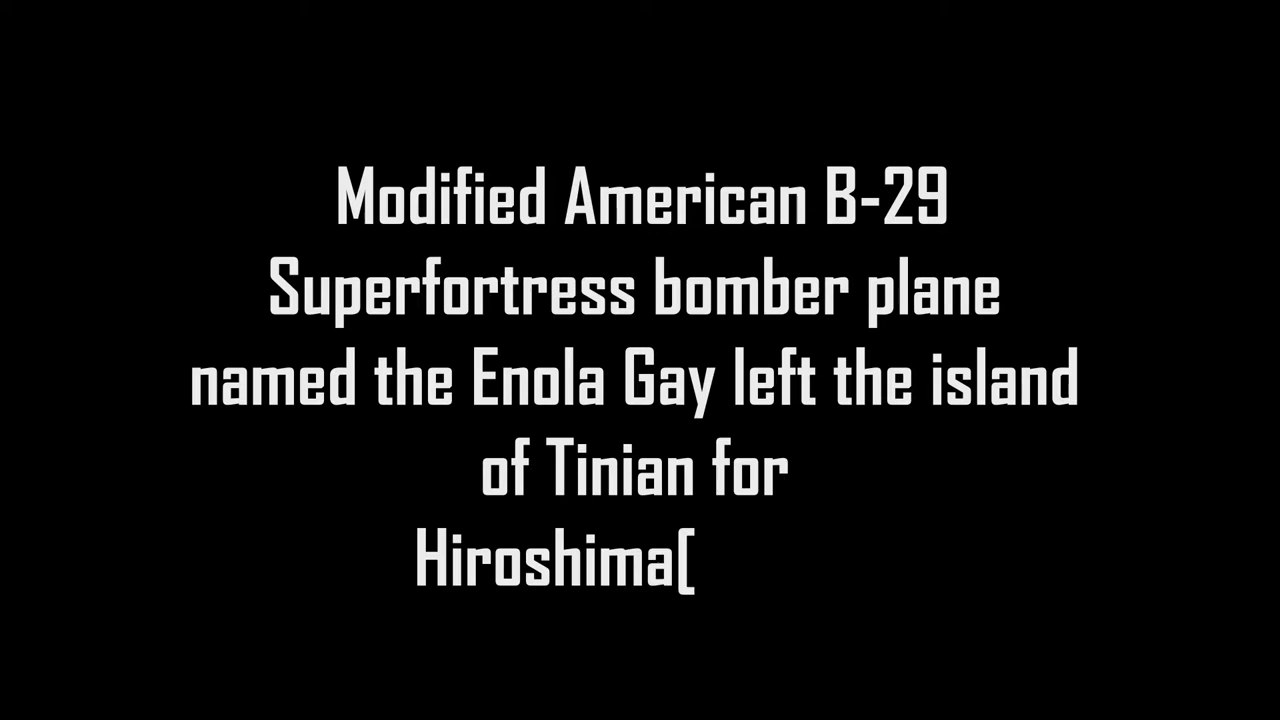 Modified American B-29
Superfortress bomber plane
named the Enola Gay left the island
of Tinian for
Hiroshima(